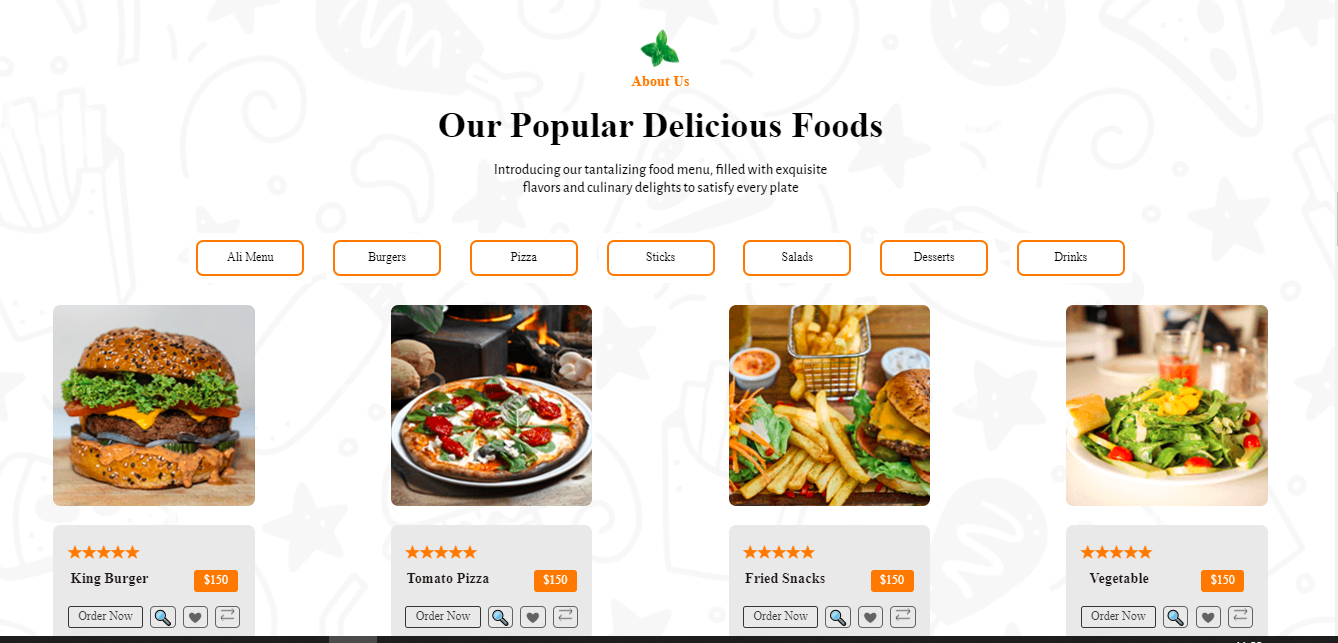 About Us
Our Popular Delicious Foods
Introducing our tantalizing food menu, filled with exquisite
flavors and culinary delights to satisfy every plate
Ali Menu
Burgers
Pizza
Sticks
Salads
Desserts
Drinks
King Burger
$150
Order Now
Tomato Pizza
$150
Order Now
Fried Snacks
$150
Order Now
Vegetable
$150
Order Now